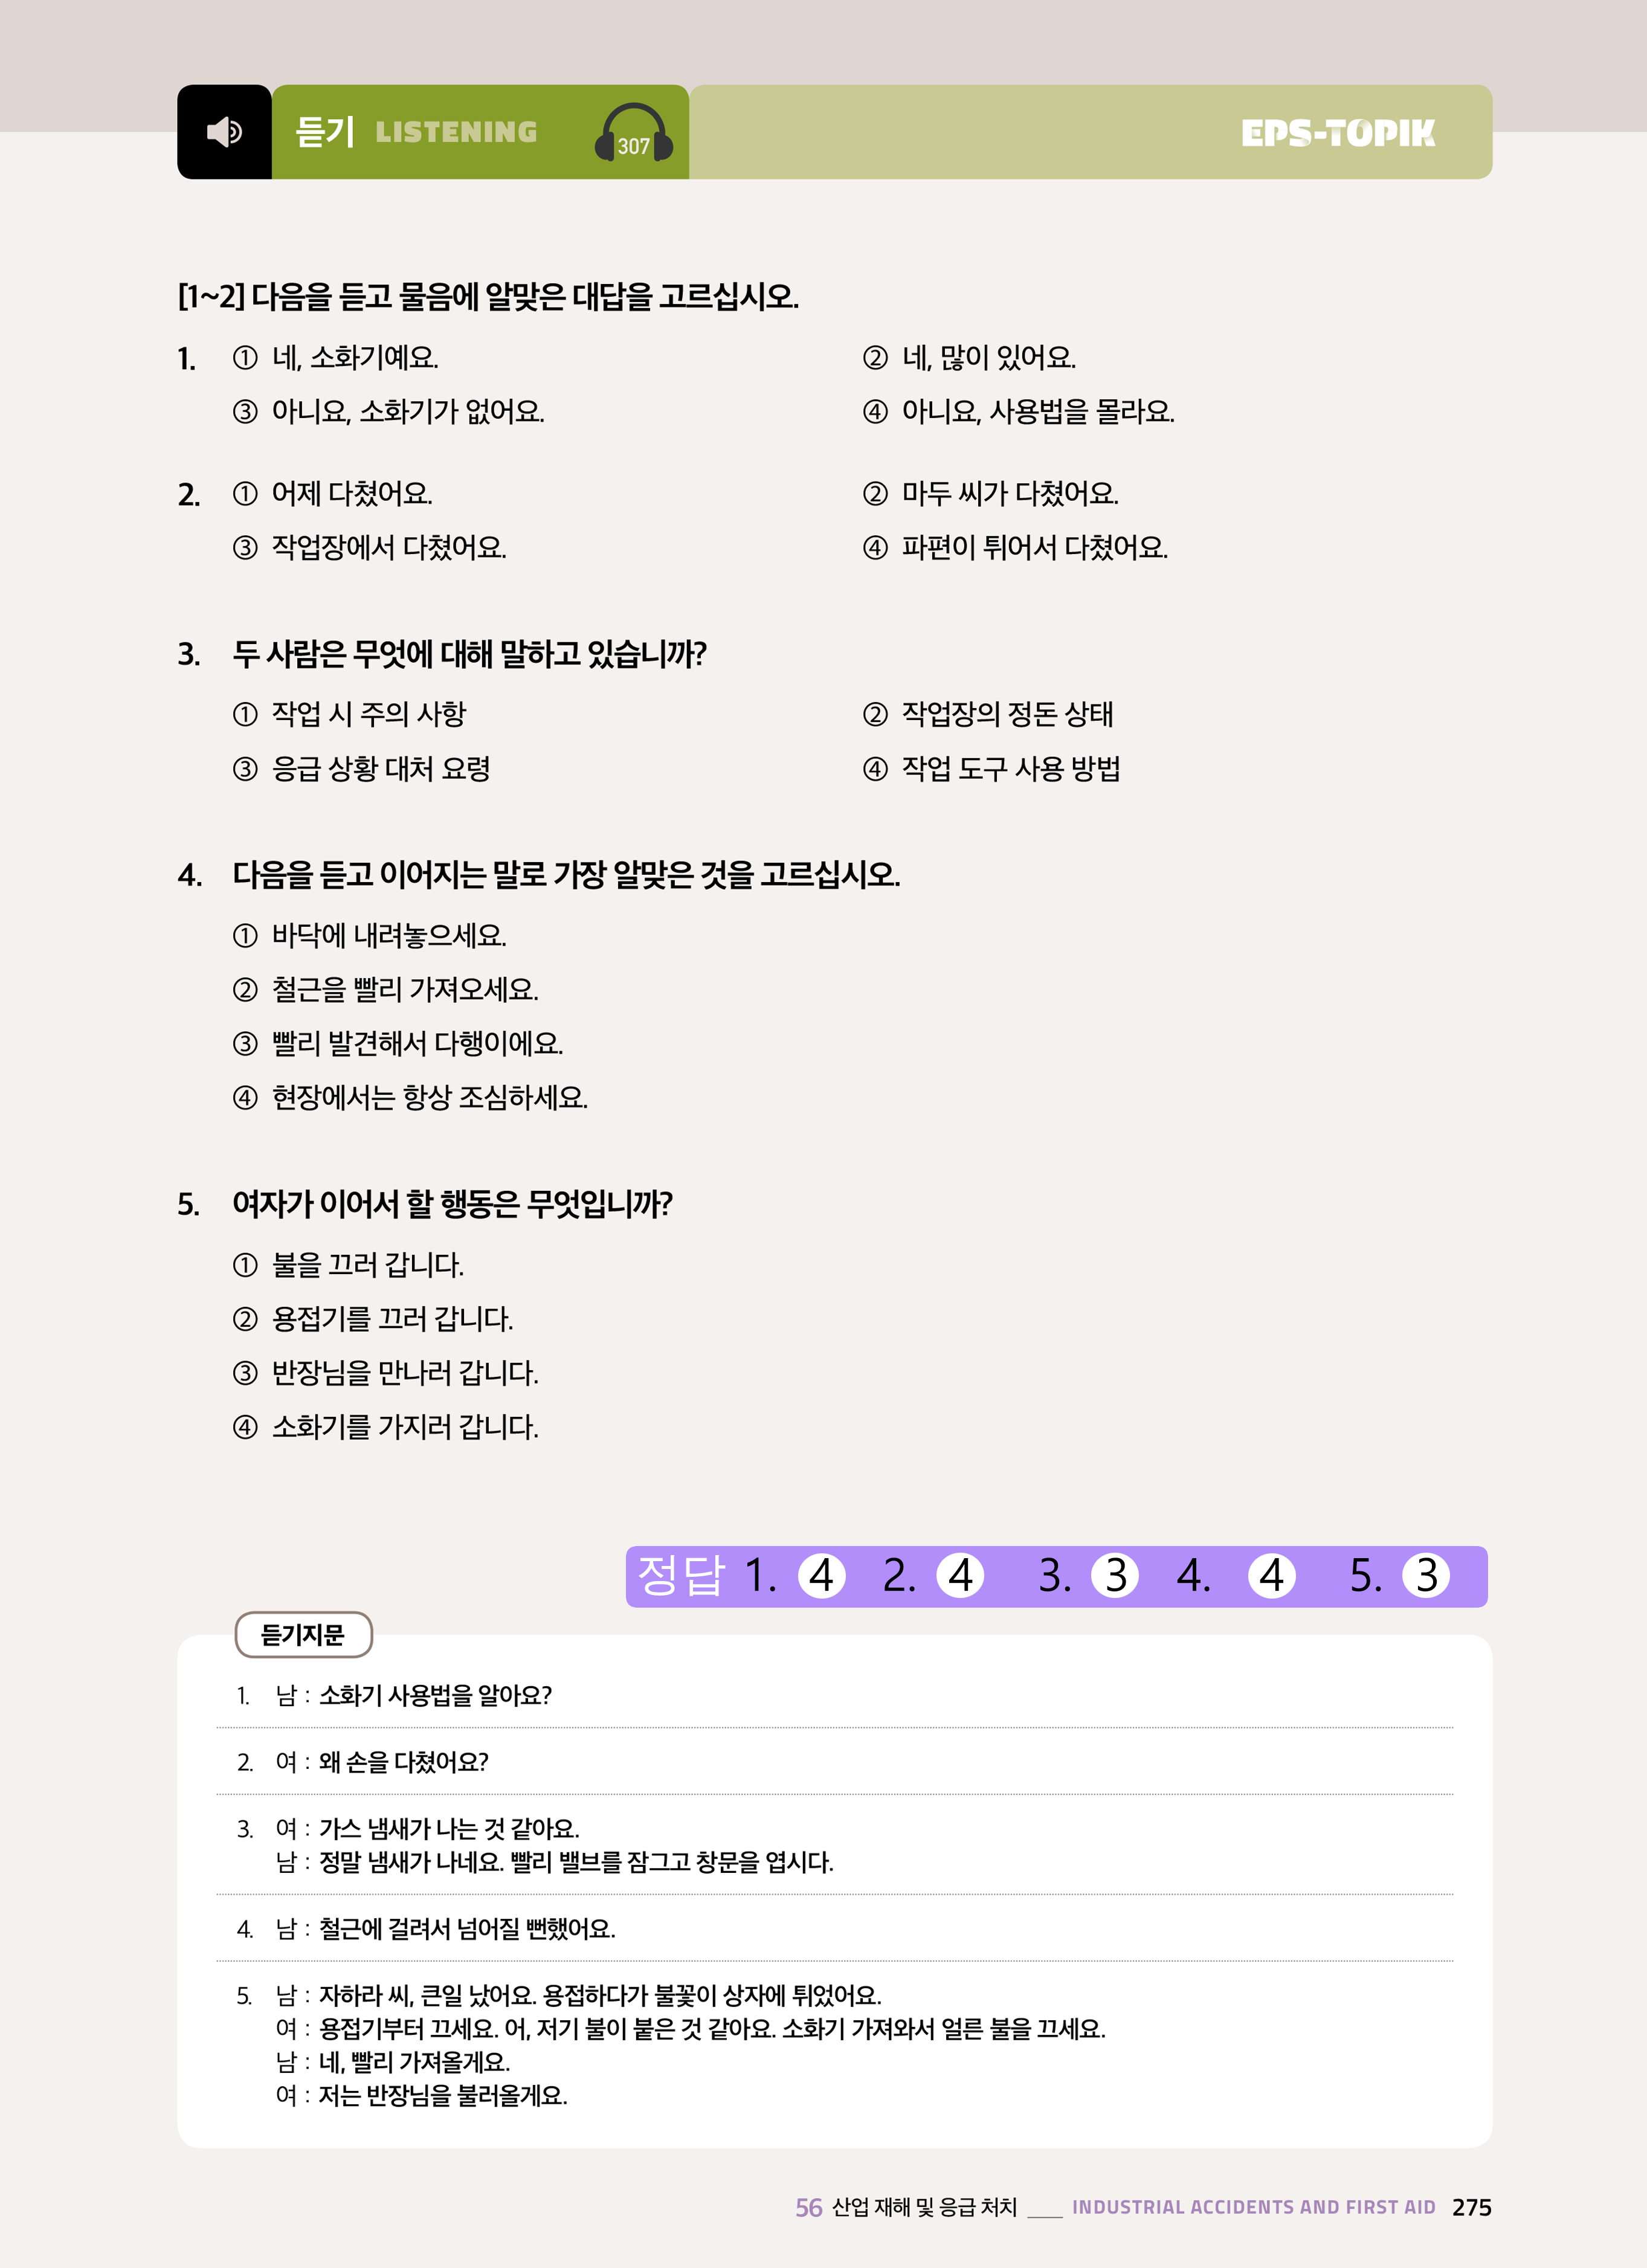 듣기 LISTENING 307 EPS-TOPIK
[1~2] 다음을 듣고 물음에 알맞은 대답을 고르십시오.
1. ① 네, 소화기예요. ② 네, 많이 있어요.
③ 아니요, 소화기가 없어요. ④ 아니요, 사용법을 몰라요.
2. ① 어제 다쳤어요. ② 마두 씨가 다쳤어요.
③ 작업장에서 다쳤어요. ④ 파편이 튀어서 다쳤어요.
3. 두 사람은 무엇에 대해 말하고 있습니까?
① 작업 시 주의 사항 ② 작업장의 정돈 상태
③ 응급 상황 대처 요령 ④ 작업 도구 사용 방법
4. 다음을 듣고 이어지는 말로 가장 알맞은 것을 고르십시오.
① 바닥에 내려놓으세요.
② 철근을 빨리 가져오세요.
③ 빨리 발견해서 다행이에요.
④ 현장에서는 항상 조심하세요.
5. 여자가 이어서 할 행동은 무엇입니까?
① 불을 끄러 갑니다.
② 용접기를 끄러 갑니다.
③ 반장님을 만나러 갑니다.
④ 소화기를 가지러 갑니다.
정답 1. 4 2. 4 3. 3 4. 4 5. 3
듣기지문
1. 남 : 소화기 사용법을 알아요?
2. 여 : 왜 손을 다쳤어요?
3. 여 : 가스 냄새가 나는 것 같아요.
남 : 정말 냄새가 나네요. 빨리 밸브를 잠그고 창문을 엽시다.
4. 남 : 철근에 걸려서 넘어질 뻔했어요.
5. 남 : 자하라 씨, 큰일 났어요. 용접하다가 불꽃이 상자에 튀었어요.
여 : 용접기부터 끄세요. 어, 저기 불이 붙은 것 같아요. 소화기 가져와서 얼른 불을 끄세요.
남 : 네, 빨리 가져올게요.
여 : 저는 반장님을 불러올게요.
56 산업 재해 및 응급 처치 ___ INDUSTRIAL ACCIDENTS AND FIRST AID 275